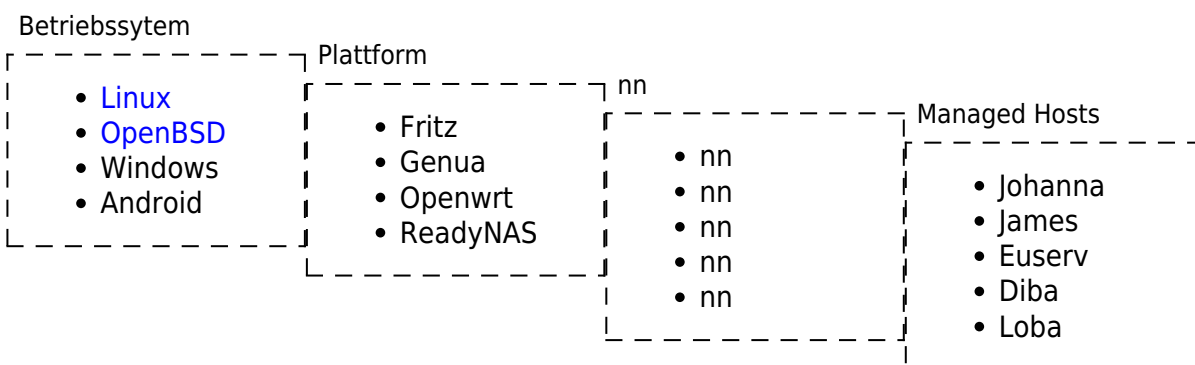 Betriebssytem
• Linux
• OpenBSD
• Windows
• Android
Plattform
• Fritz
• Genua
• Openwrt
• ReadyNAS
nn
• nn
• nn
• nn
• nn
• nn
Managed Hosts
• Johanna
• James
• Euserv
• Diba
• Loba